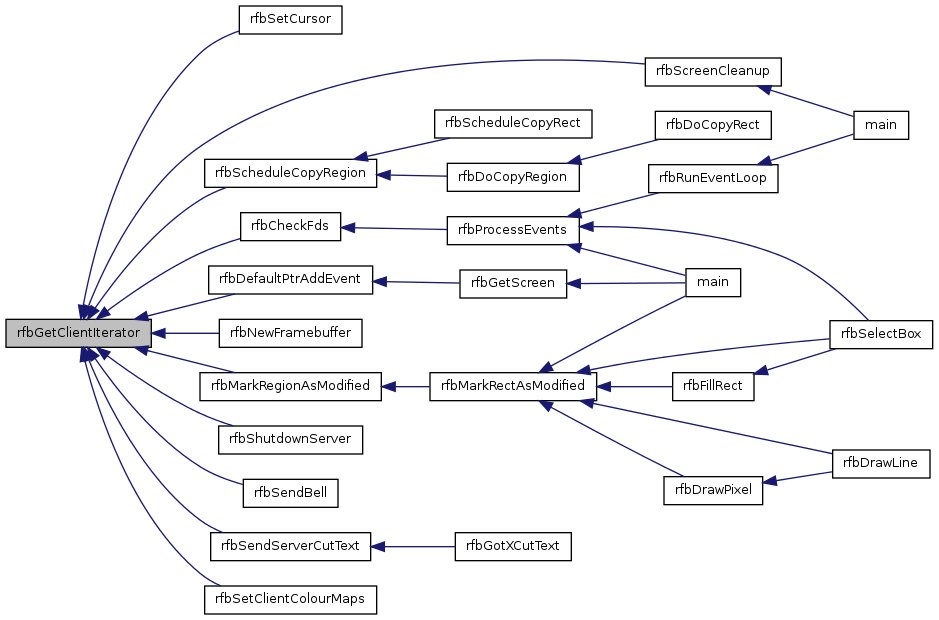 rfbSetCursor
rfbScreenCleanup
rfbScheduleCopyRect
rfbDoCopyRect
main
rfbScheduleCopyRegion
rfbDoCopyRegion
rfbRunEventLoop
rfbCheckFds
rfbProcessEvents
rfbDefaultPtrAddEvent
rfbGetScreen
main
rfbGetClientIterator
rfbNewFramebuffer
rfbSelectBox
rfbMarkRegionAsModified
rfbMarkRectAsModified
rfbFillRect
rfbShutdownServer
rfbDrawLine
rfbSendBell
rfbDrawPixel
rfbSendServerCutText
rfbGotXCutText
rfbSetClientColourMaps